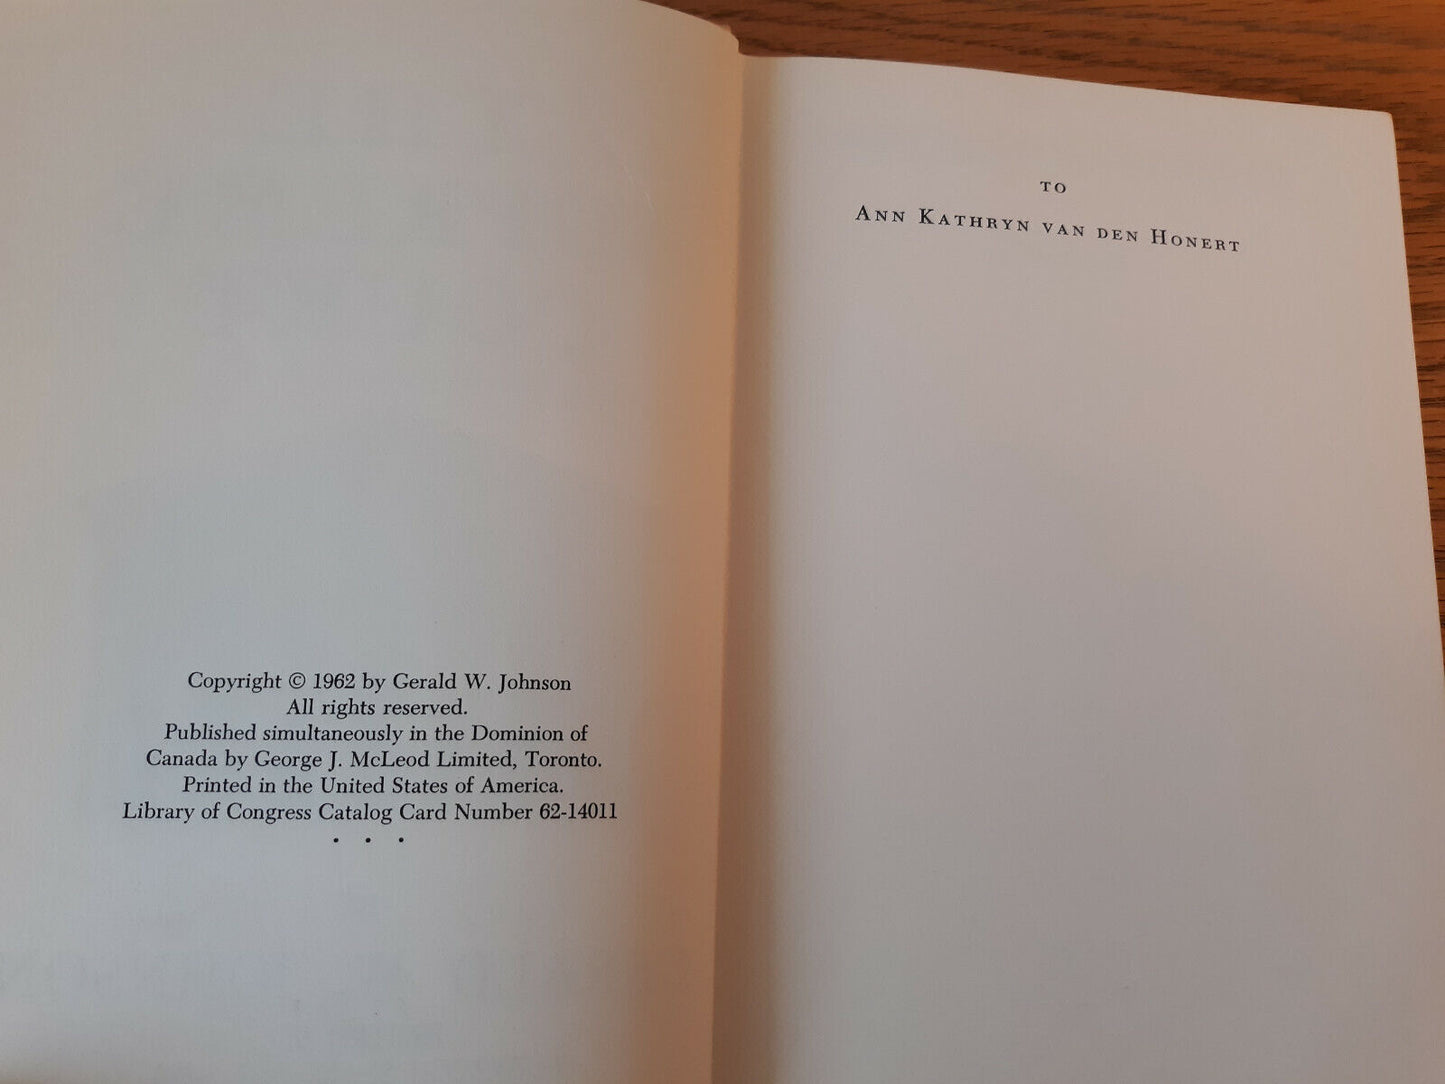 Copyright © 1962 by Gerald W. Johnson
All rights reserved.
Published simultaneously in the Dominion of
Canada by George J. McLeod Limited, Toronto.
Printed in the United States of America.
Library of Congress Catalog Card Number 62-14011
. . .
TO
ANN KATHRYN VAN DEN HONERT